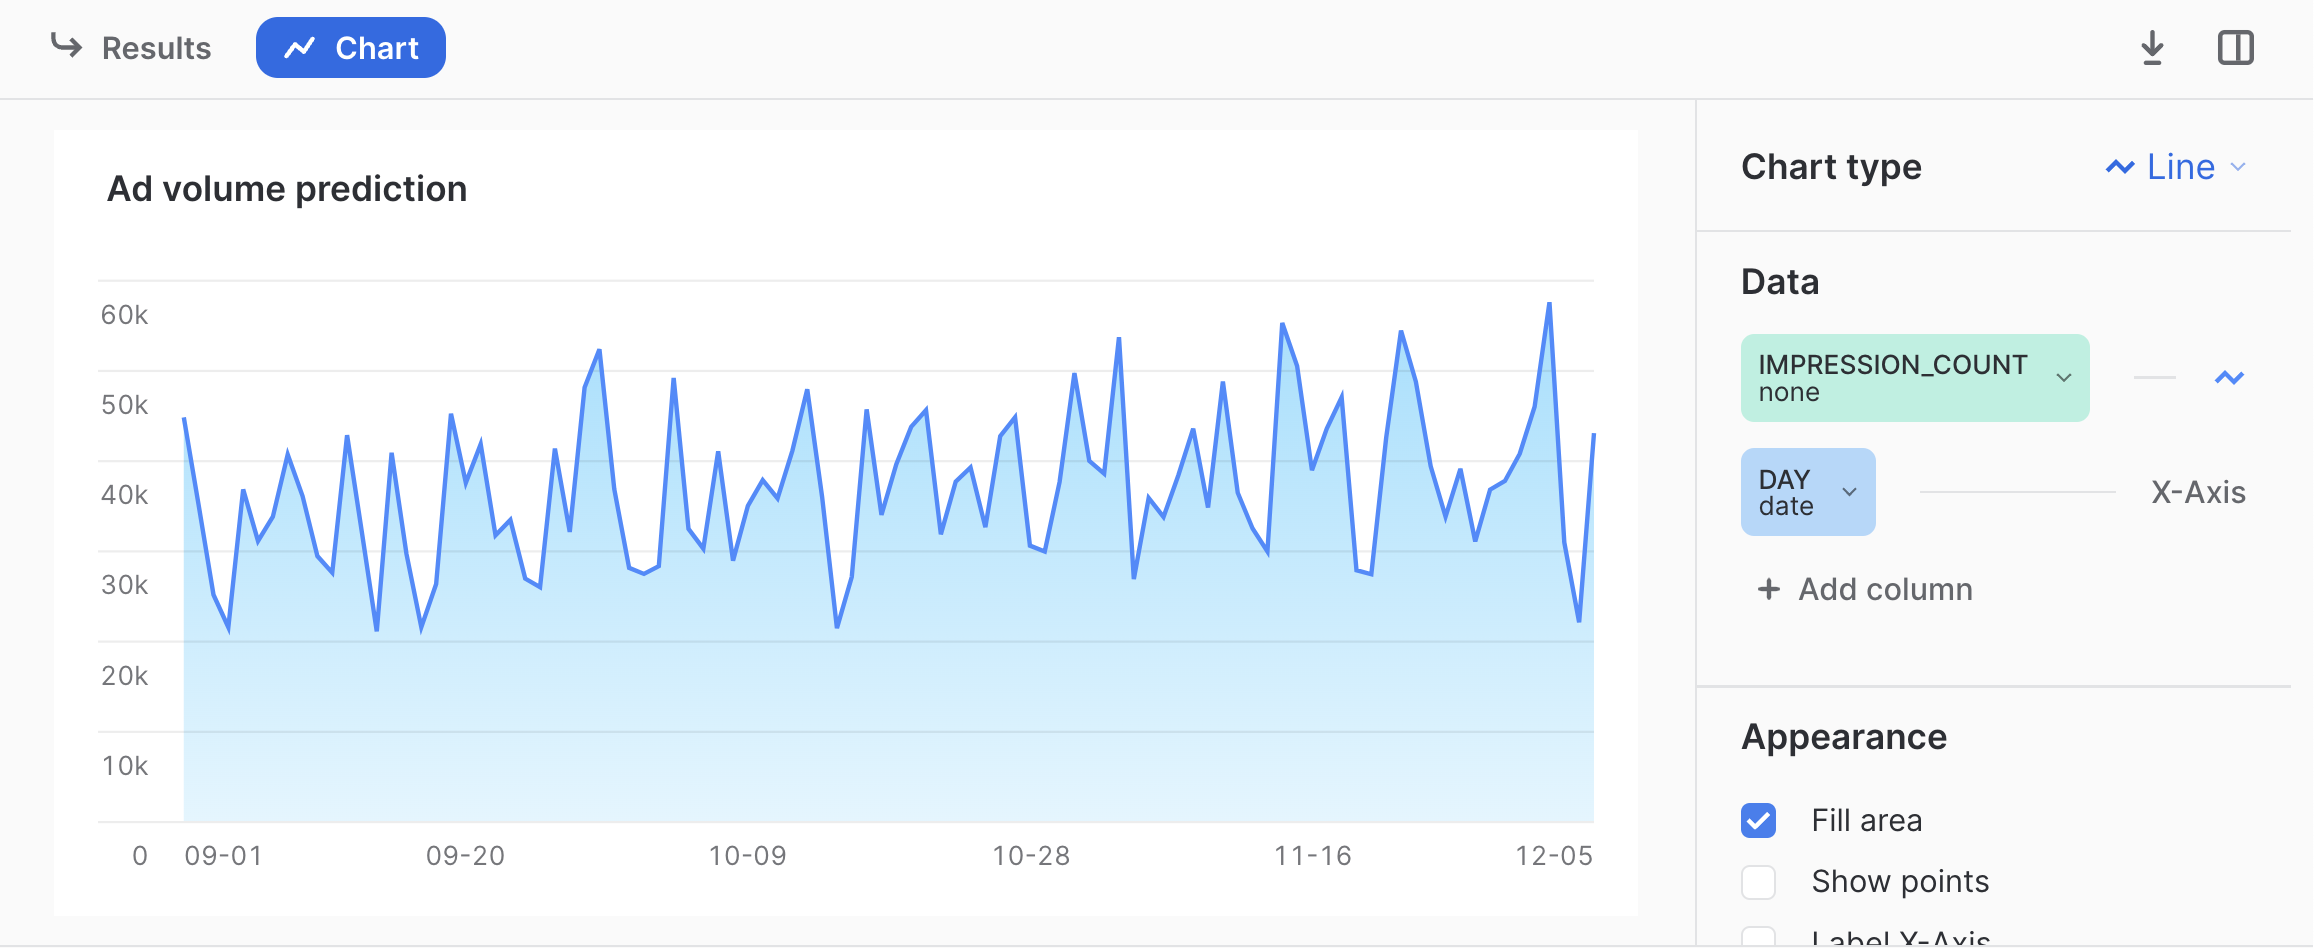 Results
Chart
Ad volume prediction
60k
50k
40k
30k
20k
10k
0
09-01
09-20
10-09
10-28
11-16
12-05
Chart type
Line
Data
IMPRESSION_COUNT
none
DAY
date
X-Axis
Add column
Appearance
Fill area
Show points
Label X-Axis